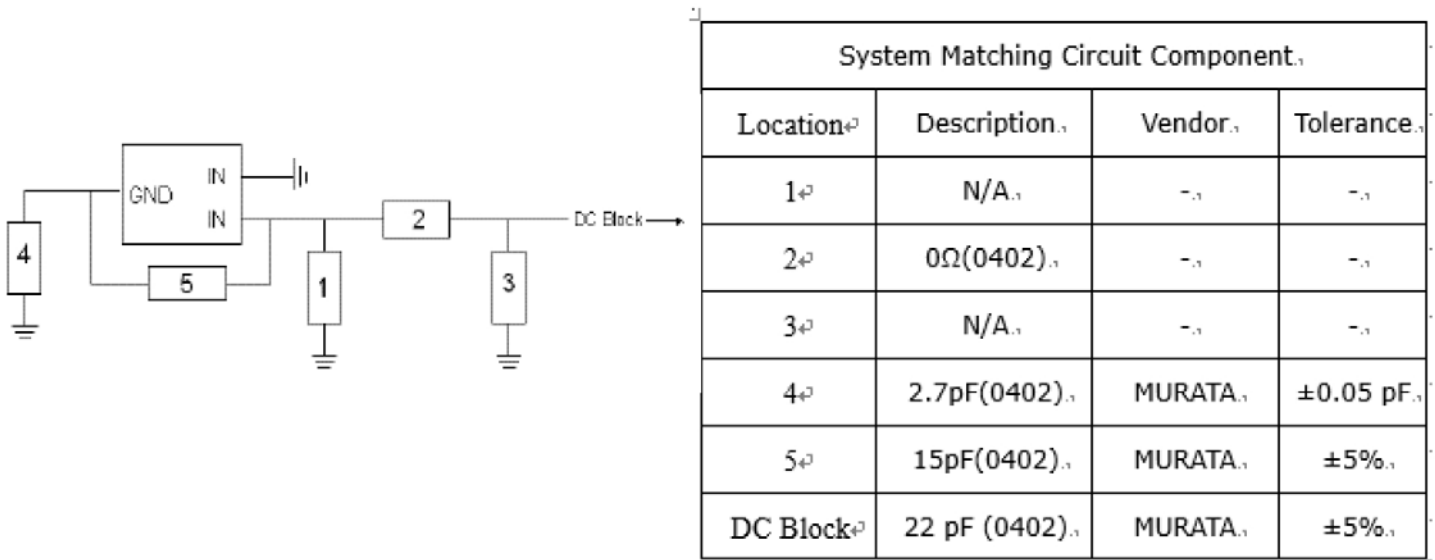 GND
IN
IN
4
5
1
2
3
DC Block
System Matching Circuit Component
Location Description Vendor Tolerance
1 N/A - -
2 0Ω(0402) - -
3 N/A - -
4 2.7pF(0402) MURATA ±0.05 pF
5 15pF(0402) MURATA ±5%
DC Block 22 pF (0402) MURATA ±5%